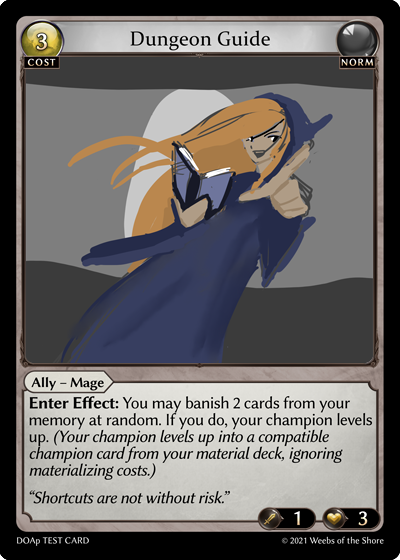 3
Dungeon Guide
COST
NORM
Ally – Mage
Enter Effect: You may banish 2 cards from your
memory at random. If you do, your champion levels
up. (Your champion levels up into a compatible
champion card from your material deck, ignoring
materializing costs.)
“Shortcuts are not without risk.”
1
3
DOAp TEST CARD
© 2021 Weebs of the Shore